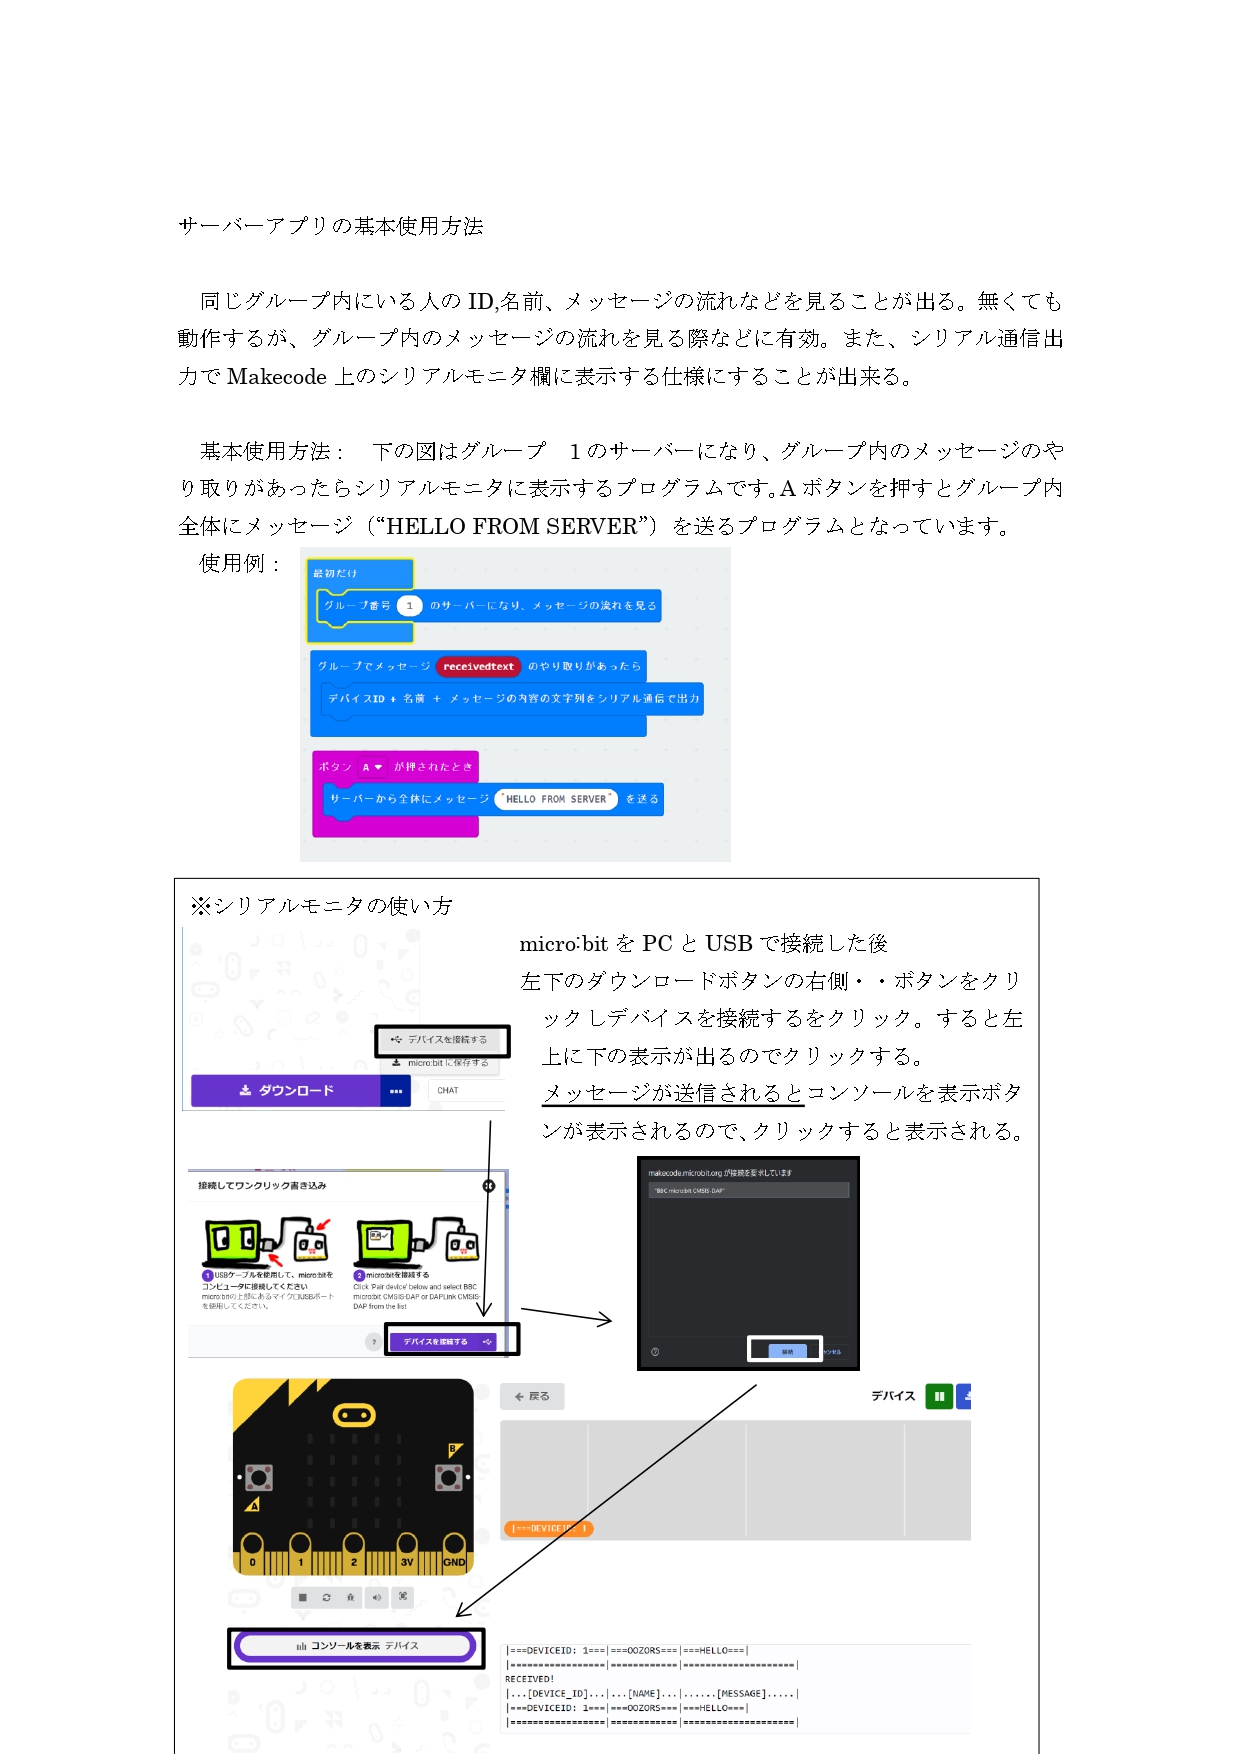 サーバーアプリの基本使用方法
同じグループ内にいる人の ID,名前、メッセージの流れなどを見ることが出る。無くても
動作するが、グループ内のメッセージの流れを見る際などに有効。また、シリアル通信出
力で Makecode 上のシリアルモニタ欄に表示する仕様にすることが出来る。
基本使用方法： 下の図はグループ 1 のサーバーになり、グループ内のメッセージのや
り取りがあったらシリアルモニタに表示するプログラムです。A ボタンを押すとグループ内
全体にメッセージ（“HELLO FROM SERVER”）を送るプログラムとなっています。
使用例：
最初だけ
グループ番号 1 のサーバーになり、メッセージの流れを見る
グループでメッセージ receivedtext のやり取りがあったら
デバイスID + 名前 + メッセージの内容の文字列をシリアル通信で出力
ボタン A が押されたとき
サーバーから全体にメッセージ "HELLO FROM SERVER" を送る
※シリアルモニタの使い方
micro:bit を PC と USB で接続した後
左下のダウンロードボタンの右側・・ボタンをクリ
ックしデバイスを接続するをクリック。すると左
上に下の表示が出るのでクリックする。
メッセージが送信されるとコンソールを表示ボタ
ンが表示されるので、クリックすると表示される。
デバイスを接続する
micro:bit に保存する
ダウンロード ••• CHAT
接続してワンクリック書き込み
1 USBケーブルを使用して、micro:bitを
コンピュータに接続してください
micro:bitの上部にあるマイクロUSBポート
を使用してください。
2 micro:bitを接続する
Click 'Pair device' below and select BBC
micro:bit CMSIS-DAP or DAPLink CMSIS-
DAP from the list
? デバイスを接続する
makecode.microbit.org が接続を要求しています
"BBC micro:bit CMSIS-DAP"
接続
ンセル
B
A
0 1 2 3V GND
コンソールを表示 デバイス
戻る デバイス
|===DEVICEID: 1
|===DEVICEID: 1===|===OOZORS===|===HELLO===|
|=================|============|====================|
RECEIVED!
|...[DEVICE_ID]...|...[NAME]...|......[MESSAGE].....|
|===DEVICEID: 1===|===OOZORS===|===HELLO===|
|=================|============|====================|